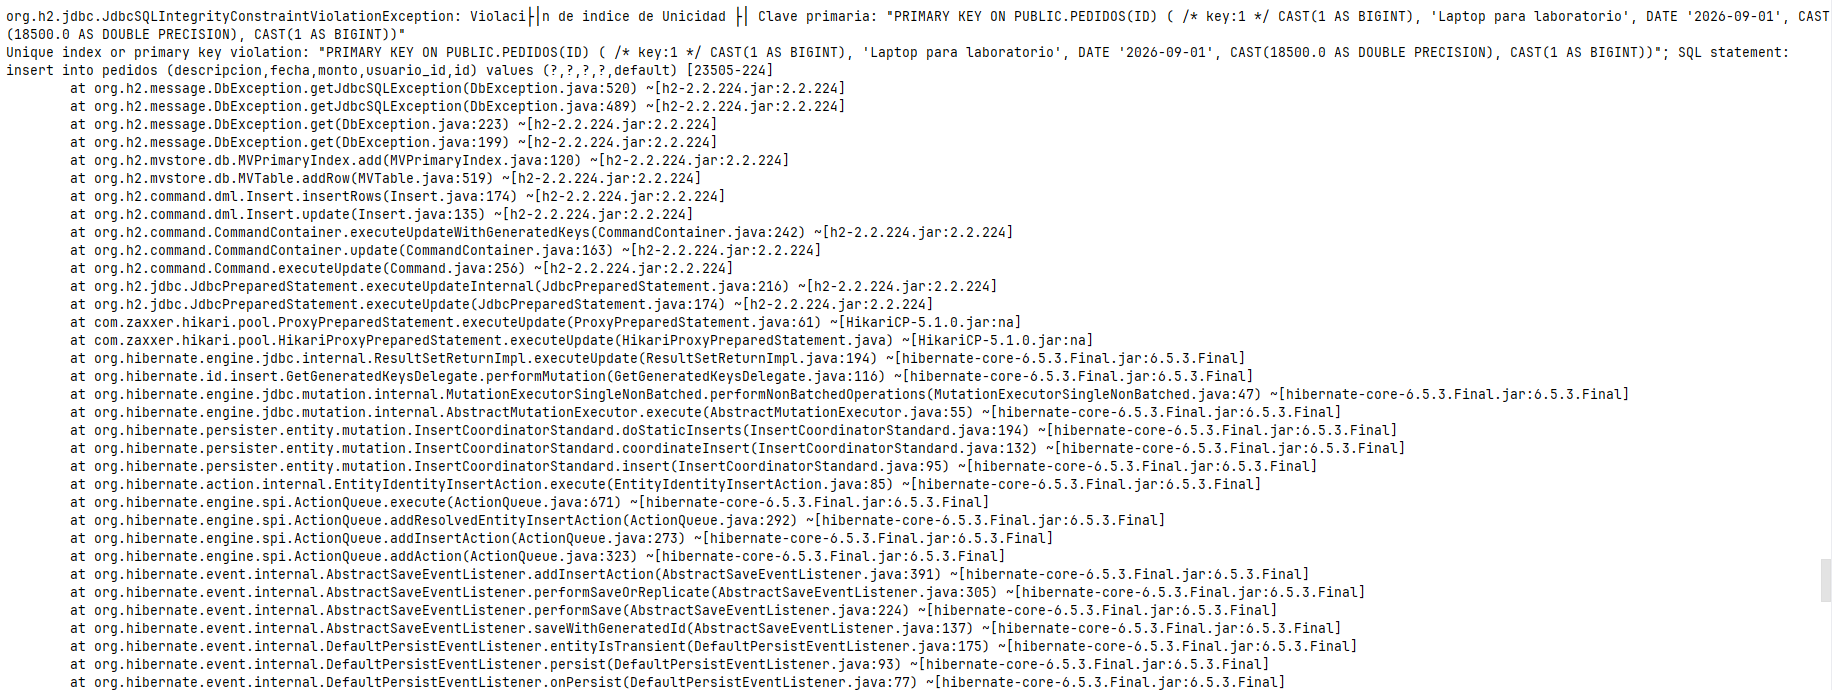 org.h2.jdbc.JdbcSQLIntegrityConstraintViolationException: Violaci├│n de indice de Unicidad ├│ Clave primaria: "PRIMARY KEY ON PUBLIC.PEDIDOS(ID) ( /* key:1 */ CAST(1 AS BIGINT), 'Laptop para laboratorio', DATE '2026-09-01', CAST
(18500.0 AS DOUBLE PRECISION), CAST(1 AS BIGINT))"
Unique index or primary key violation: "PRIMARY KEY ON PUBLIC.PEDIDOS(ID) ( /* key:1 */ CAST(1 AS BIGINT), 'Laptop para laboratorio', DATE '2026-09-01', CAST(18500.0 AS DOUBLE PRECISION), CAST(1 AS BIGINT))"; SQL statement:
insert into pedidos (descripcion,fecha,monto,usuario_id,id) values (?,?,?,?,default) [23505-224]
at org.h2.message.DbException.getJdbcSQLException(DbException.java:520) ~[h2-2.2.224.jar:2.2.224]
at org.h2.message.DbException.getJdbcSQLException(DbException.java:489) ~[h2-2.2.224.jar:2.2.224]
at org.h2.message.DbException.get(DbException.java:223) ~[h2-2.2.224.jar:2.2.224]
at org.h2.message.DbException.get(DbException.java:199) ~[h2-2.2.224.jar:2.2.224]
at org.h2.mvstore.db.MVPrimaryIndex.add(MVPrimaryIndex.java:120) ~[h2-2.2.224.jar:2.2.224]
at org.h2.mvstore.db.MVTable.addRow(MVTable.java:519) ~[h2-2.2.224.jar:2.2.224]
at org.h2.command.dml.Insert.insertRows(Insert.java:174) ~[h2-2.2.224.jar:2.2.224]
at org.h2.command.dml.Insert.update(Insert.java:135) ~[h2-2.2.224.jar:2.2.224]
at org.h2.command.CommandContainer.executeUpdateWithGeneratedKeys(CommandContainer.java:242) ~[h2-2.2.224.jar:2.2.224]
at org.h2.command.CommandContainer.update(CommandContainer.java:163) ~[h2-2.2.224.jar:2.2.224]
at org.h2.command.Command.executeUpdate(Command.java:256) ~[h2-2.2.224.jar:2.2.224]
at org.h2.jdbc.JdbcPreparedStatement.executeUpdateInternal(JdbcPreparedStatement.java:216) ~[h2-2.2.224.jar:2.2.224]
at org.h2.jdbc.JdbcPreparedStatement.executeUpdate(JdbcPreparedStatement.java:174) ~[h2-2.2.224.jar:2.2.224]
at com.zaxxer.hikari.pool.ProxyPreparedStatement.executeUpdate(ProxyPreparedStatement.java:61) ~[HikariCP-5.1.0.jar:na]
at com.zaxxer.hikari.pool.HikariProxyPreparedStatement.executeUpdate(HikariProxyPreparedStatement.java) ~[HikariCP-5.1.0.jar:na]
at org.hibernate.engine.jdbc.internal.ResultSetReturnImpl.executeUpdate(ResultSetReturnImpl.java:194) ~[hibernate-core-6.5.3.Final.jar:6.5.3.Final]
at org.hibernate.id.insert.GetGeneratedKeysDelegate.performMutation(GetGeneratedKeysDelegate.java:116) ~[hibernate-core-6.5.3.Final.jar:6.5.3.Final]
at org.hibernate.engine.jdbc.mutation.internal.MutationExecutorSingleNonBatched.performNonBatchedOperations(MutationExecutorSingleNonBatched.java:47) ~[hibernate-core-6.5.3.Final.jar:6.5.3.Final]
at org.hibernate.engine.jdbc.mutation.internal.AbstractMutationExecutor.execute(AbstractMutationExecutor.java:55) ~[hibernate-core-6.5.3.Final.jar:6.5.3.Final]
at org.hibernate.persister.entity.mutation.InsertCoordinatorStandard.doStaticInserts(InsertCoordinatorStandard.java:194) ~[hibernate-core-6.5.3.Final.jar:6.5.3.Final]
at org.hibernate.persister.entity.mutation.InsertCoordinatorStandard.coordinateInsert(InsertCoordinatorStandard.java:132) ~[hibernate-core-6.5.3.Final.jar:6.5.3.Final]
at org.hibernate.persister.entity.mutation.InsertCoordinatorStandard.insert(InsertCoordinatorStandard.java:95) ~[hibernate-core-6.5.3.Final.jar:6.5.3.Final]
at org.hibernate.action.internal.EntityIdentityInsertAction.execute(EntityIdentityInsertAction.java:85) ~[hibernate-core-6.5.3.Final.jar:6.5.3.Final]
at org.hibernate.engine.spi.ActionQueue.execute(ActionQueue.java:671) ~[hibernate-core-6.5.3.Final.jar:6.5.3.Final]
at org.hibernate.engine.spi.ActionQueue.addResolvedEntityInsertAction(ActionQueue.java:292) ~[hibernate-core-6.5.3.Final.jar:6.5.3.Final]
at org.hibernate.engine.spi.ActionQueue.addInsertAction(ActionQueue.java:273) ~[hibernate-core-6.5.3.Final.jar:6.5.3.Final]
at org.hibernate.engine.spi.ActionQueue.addAction(ActionQueue.java:323) ~[hibernate-core-6.5.3.Final.jar:6.5.3.Final]
at org.hibernate.event.internal.AbstractSaveEventListener.addInsertAction(AbstractSaveEventListener.java:391) ~[hibernate-core-6.5.3.Final.jar:6.5.3.Final]
at org.hibernate.event.internal.AbstractSaveEventListener.performSaveOrReplicate(AbstractSaveEventListener.java:305) ~[hibernate-core-6.5.3.Final.jar:6.5.3.Final]
at org.hibernate.event.internal.AbstractSaveEventListener.performSave(AbstractSaveEventListener.java:224) ~[hibernate-core-6.5.3.Final.jar:6.5.3.Final]
at org.hibernate.event.internal.AbstractSaveEventListener.saveWithGeneratedId(AbstractSaveEventListener.java:137) ~[hibernate-core-6.5.3.Final.jar:6.5.3.Final]
at org.hibernate.event.internal.DefaultPersistEventListener.entityIsTransient(DefaultPersistEventListener.java:175) ~[hibernate-core-6.5.3.Final.jar:6.5.3.Final]
at org.hibernate.event.internal.DefaultPersistEventListener.persist(DefaultPersistEventListener.java:93) ~[hibernate-core-6.5.3.Final.jar:6.5.3.Final]
at org.hibernate.event.internal.DefaultPersistEventListener.onPersist(DefaultPersistEventListener.java:77) ~[hibernate-core-6.5.3.Final.jar:6.5.3.Final]